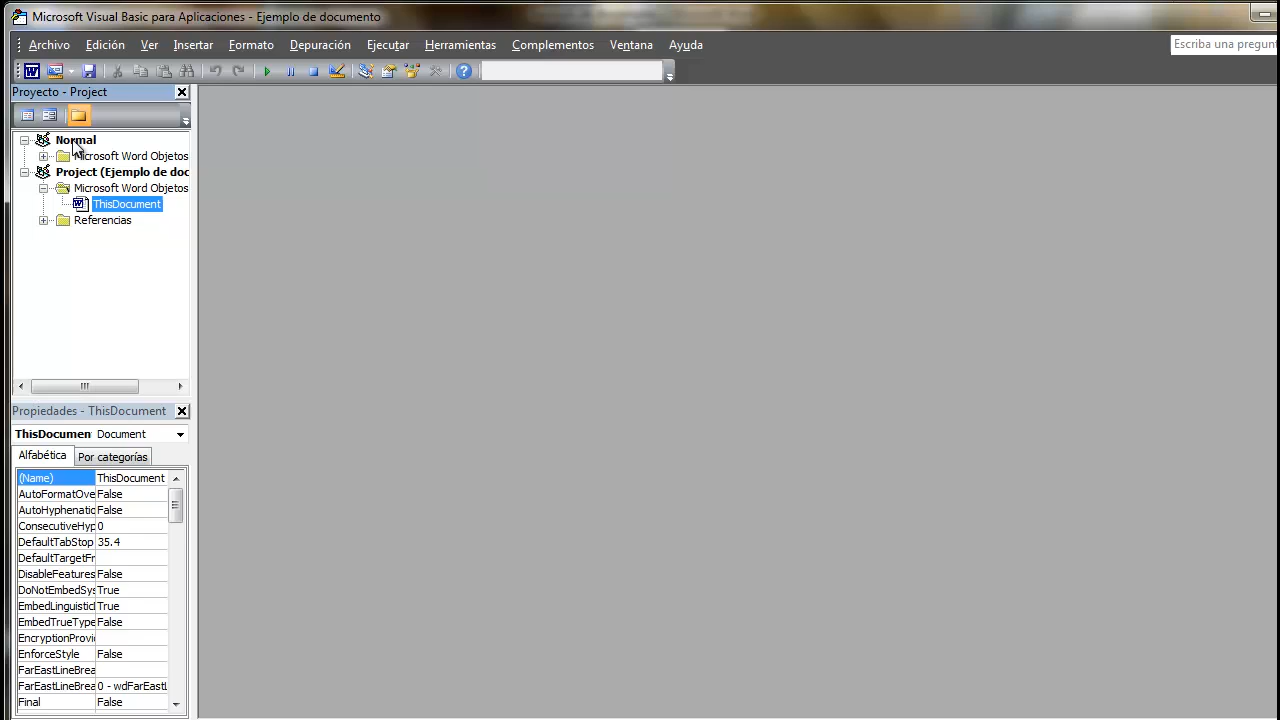 Microsoft Visual Basic para Aplicaciones - Ejemplo de documento
Archivo Edición Ver Insertar Formato Depuración Ejecutar Herramientas Complementos Ventana Ayuda
Escriba una pregunt
Proyecto - Project
Normal
Microsoft Word Objetos
Project (Ejemplo de doc
Microsoft Word Objetos
ThisDocument
Referencias
Propiedades - ThisDocument
ThisDocumen Document
Alfabética Por categorías
(Name) ThisDocument
AutoFormatOve False
AutoHyphenatio False
ConsecutiveHyp 0
DefaultTabStop 35.4
DefaultTargetFr
DisableFeatures False
DoNotEmbedSys True
EmbedLinguistic True
EmbedTrueType False
EncryptionProvi
EnforceStyle False
FarEastLineBrea
FarEastLineBrea 0 - wdFarEastL
Final False